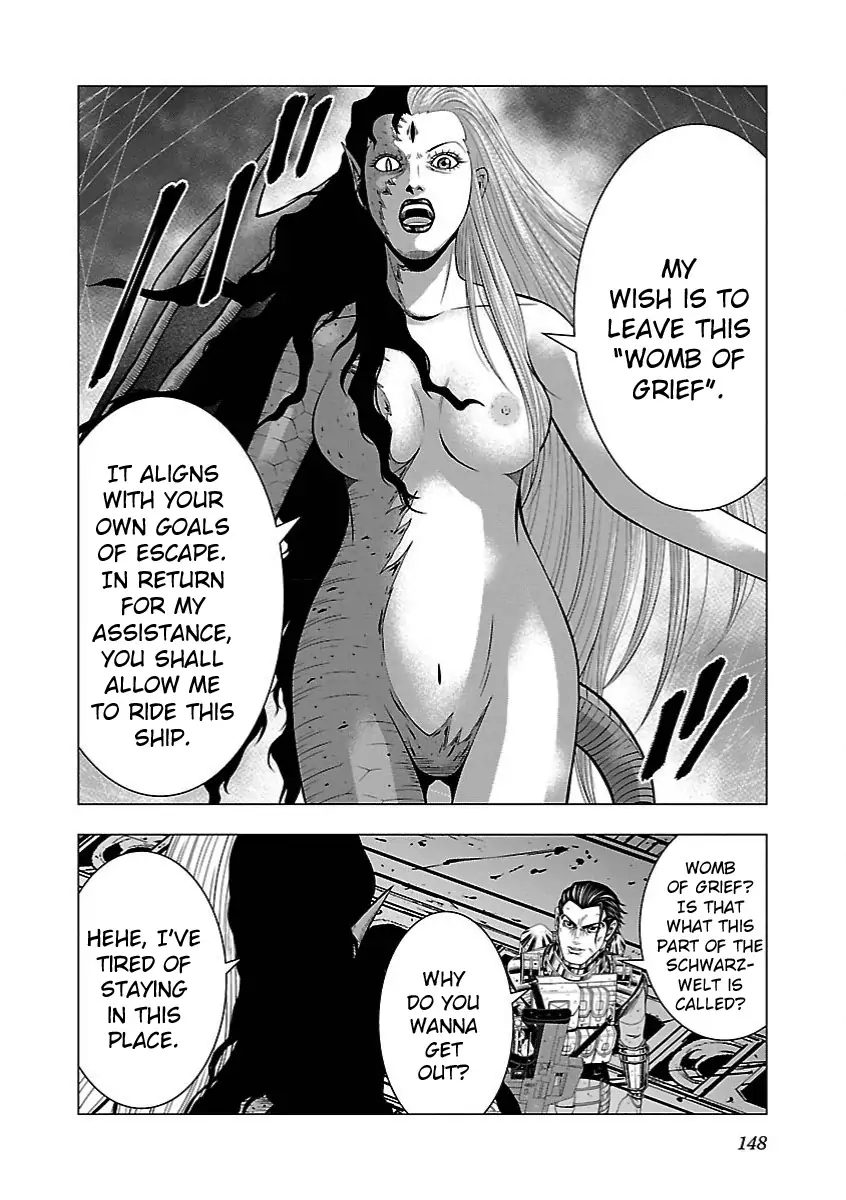 MY
WISH IS TO
LEAVE THIS
"WOMB OF
GRIEF".
IT ALIGNS
WITH YOUR
OWN GOALS
OF ESCAPE.
IN RETURN
FOR MY
ASSISTANCE,
YOU SHALL
ALLOW ME
TO RIDE THIS
SHIP.
WOMB
OF GRIEF?
IS THAT
WHAT THIS
PART OF THE
SCHWARZ-
WELT IS
CALLED?
WHY
DO YOU
WANNA
GET
OUT?
HEHE, I'VE
TIRED OF
STAYING
IN THIS
PLACE.
148